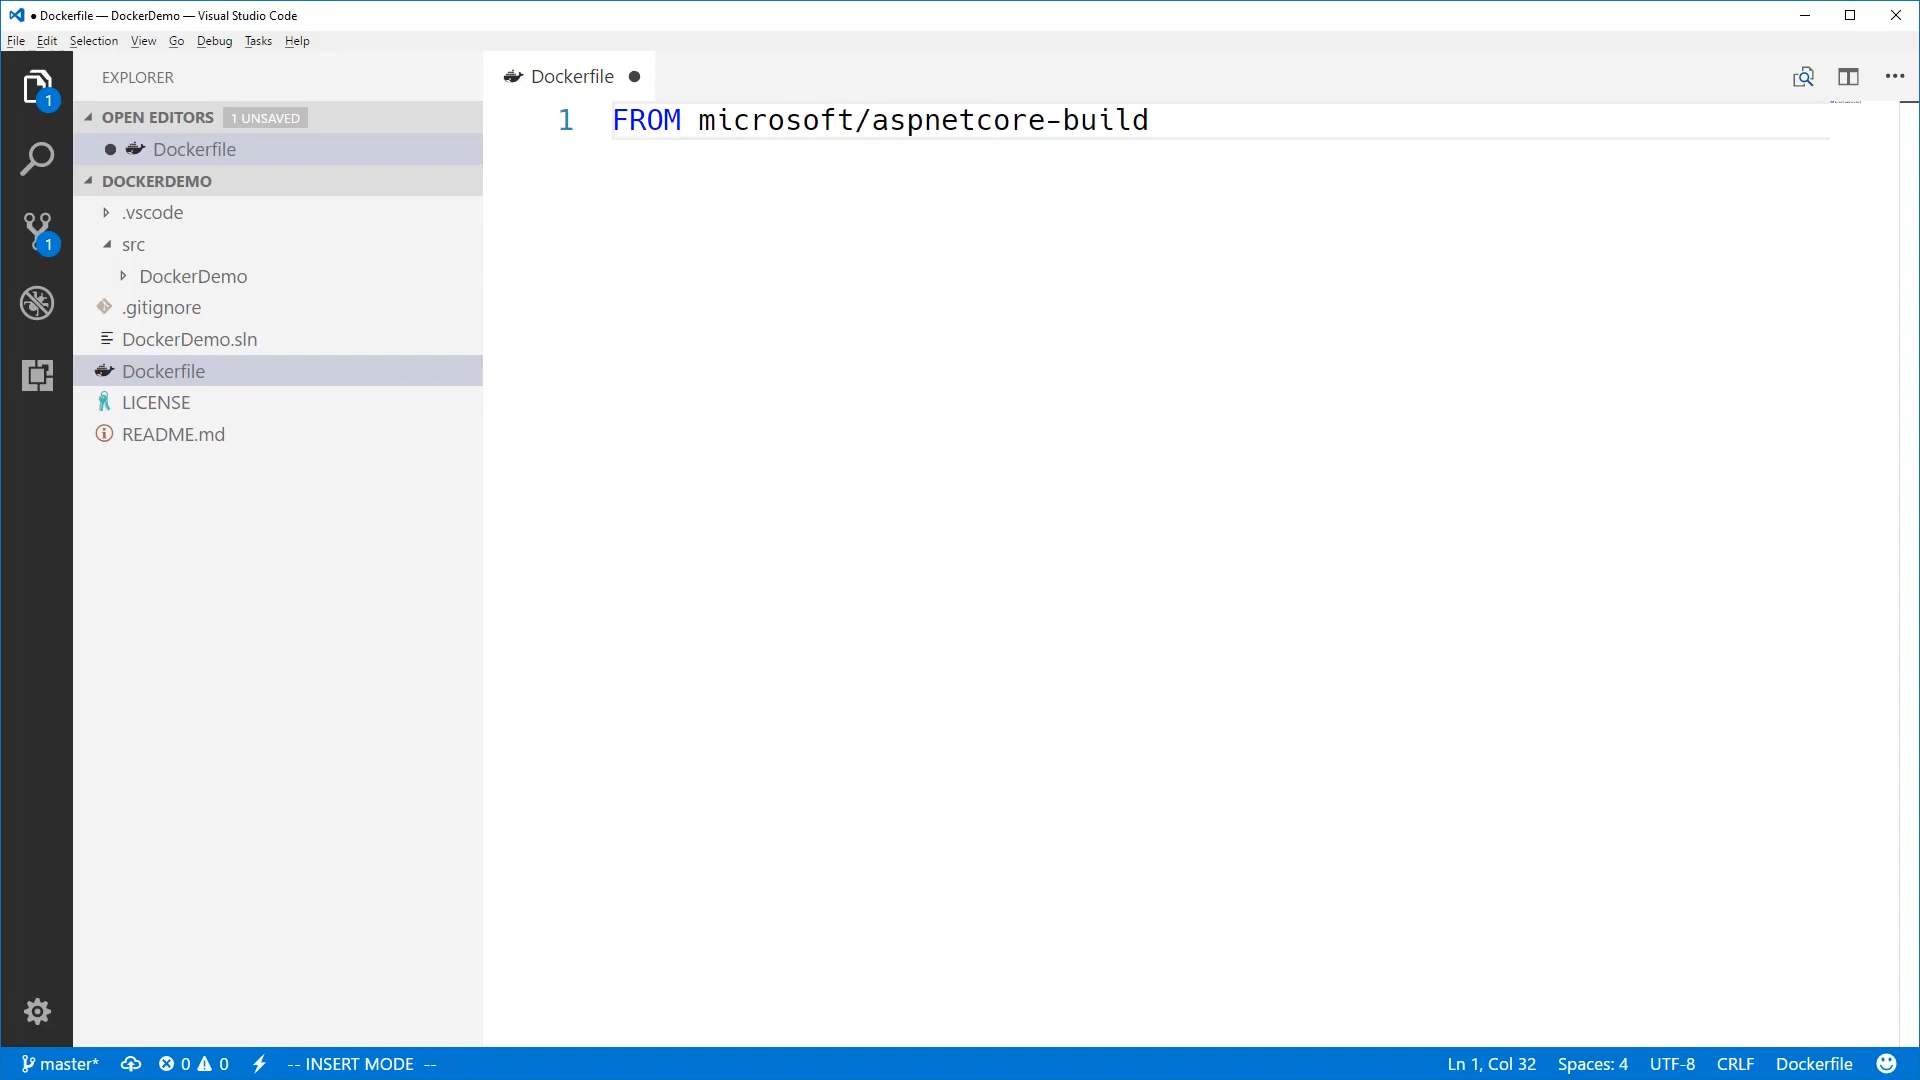 ● Dockerfile — DockerDemo — Visual Studio Code
File Edit Selection View Go Debug Tasks Help
EXPLORER
OPEN EDITORS 1 UNSAVED
Dockerfile
DOCKERDEMO
.vscode
src
DockerDemo
.gitignore
DockerDemo.sln
Dockerfile
LICENSE
README.md
1
1
Dockerfile
1 FROM microsoft/aspnetcore-build
master* 0 0 -- INSERT MODE -- Ln 1, Col 32 Spaces: 4 UTF-8 CRLF Dockerfile